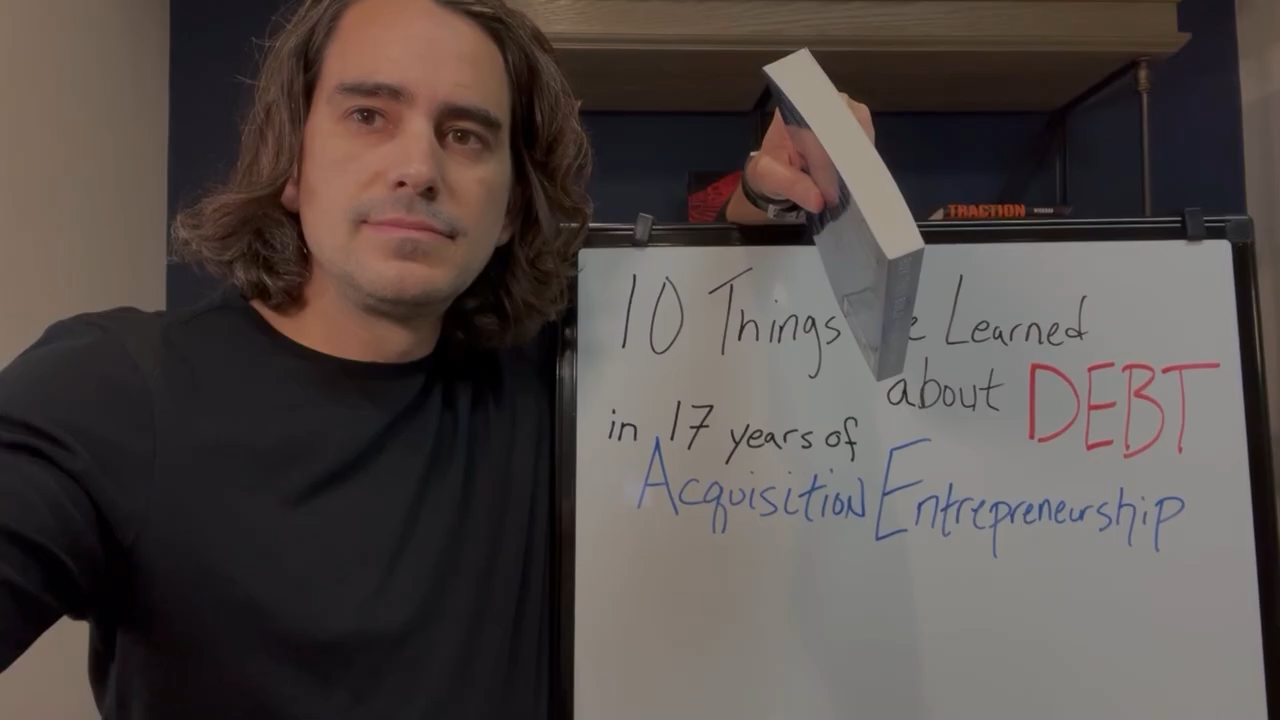 TRACTION
10 Things e Learned
about DEBT
in 17 years of
Acquisition Entrepreneurship